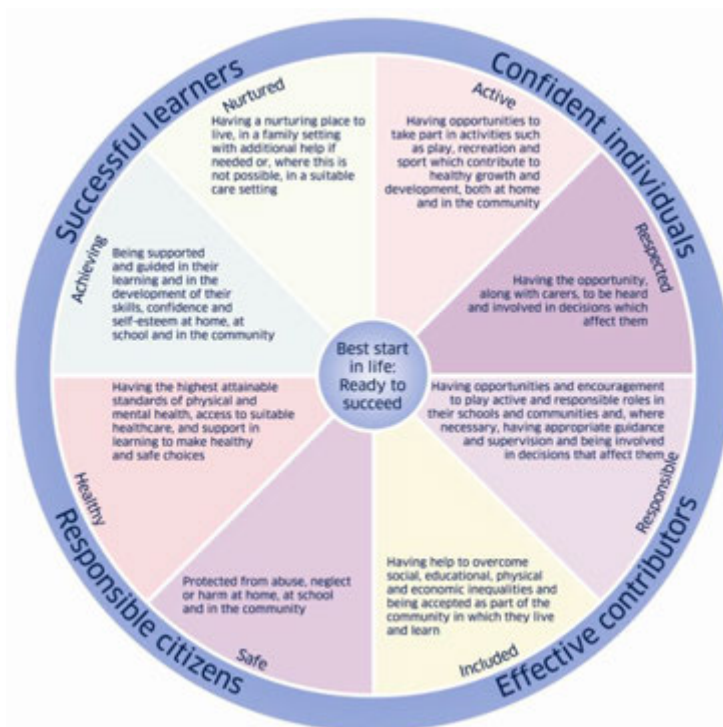 Successful learners
Confident individuals
Nurtured
Having a nurturing place to
live, in a family setting
with additional help if
needed or, where this is
not possible, in a suitable
care setting
Active
Having opportunities to
take part in activities such
as play, recreation and
sport which contribute to
healthy growth and
development, both at home
and in the community
Achieving
Being supported
and guided in their
learning and in the
development of their
skills, confidence and
self-esteem at home, at
school and in the community
Respected
Having the opportunity,
along with carers, to be heard
and involved in decisions which
affect them
Best start
in life:
Ready to
succeed
Healthy
Having the highest attainable
standards of physical and
mental health, access to suitable
healthcare, and support in
learning to make healthy
and safe choices
Having opportunities and encouragement
to play active and responsible roles in
their schools and communities and, where
necessary, having appropriate guidance
and supervision and being involved
in decisions that affect them
Responsible
Protected from abuse, neglect
or harm at home, at school
and in the community
Safe
Having help to overcome
social, educational, physical
and economic inequalities and
being accepted as part of the
community in which they live
and learn
Included
Responsible citizens
Effective contributors